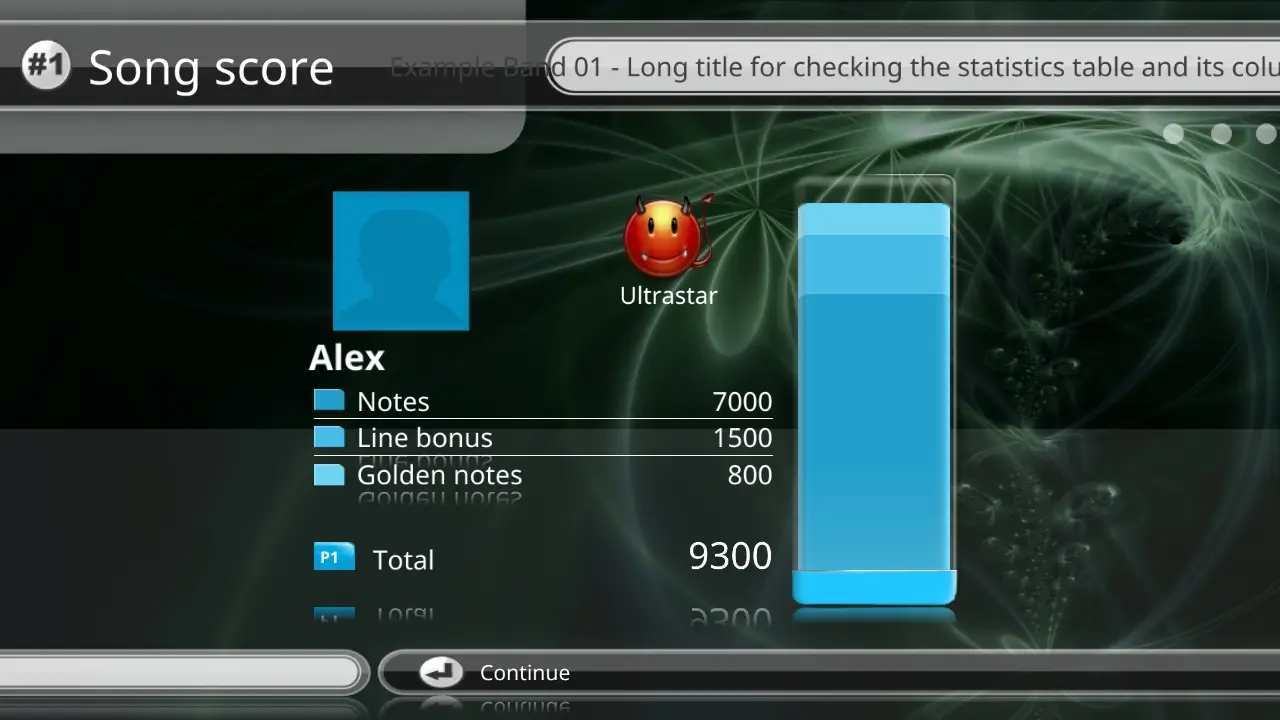 #1 Song score
Example Band 01 - Long title for checking the statistics table and its colu
Ultrastar
Alex
Notes 7000
Line bonus 1500
Golden notes 800
P1 Total 9300
Continue